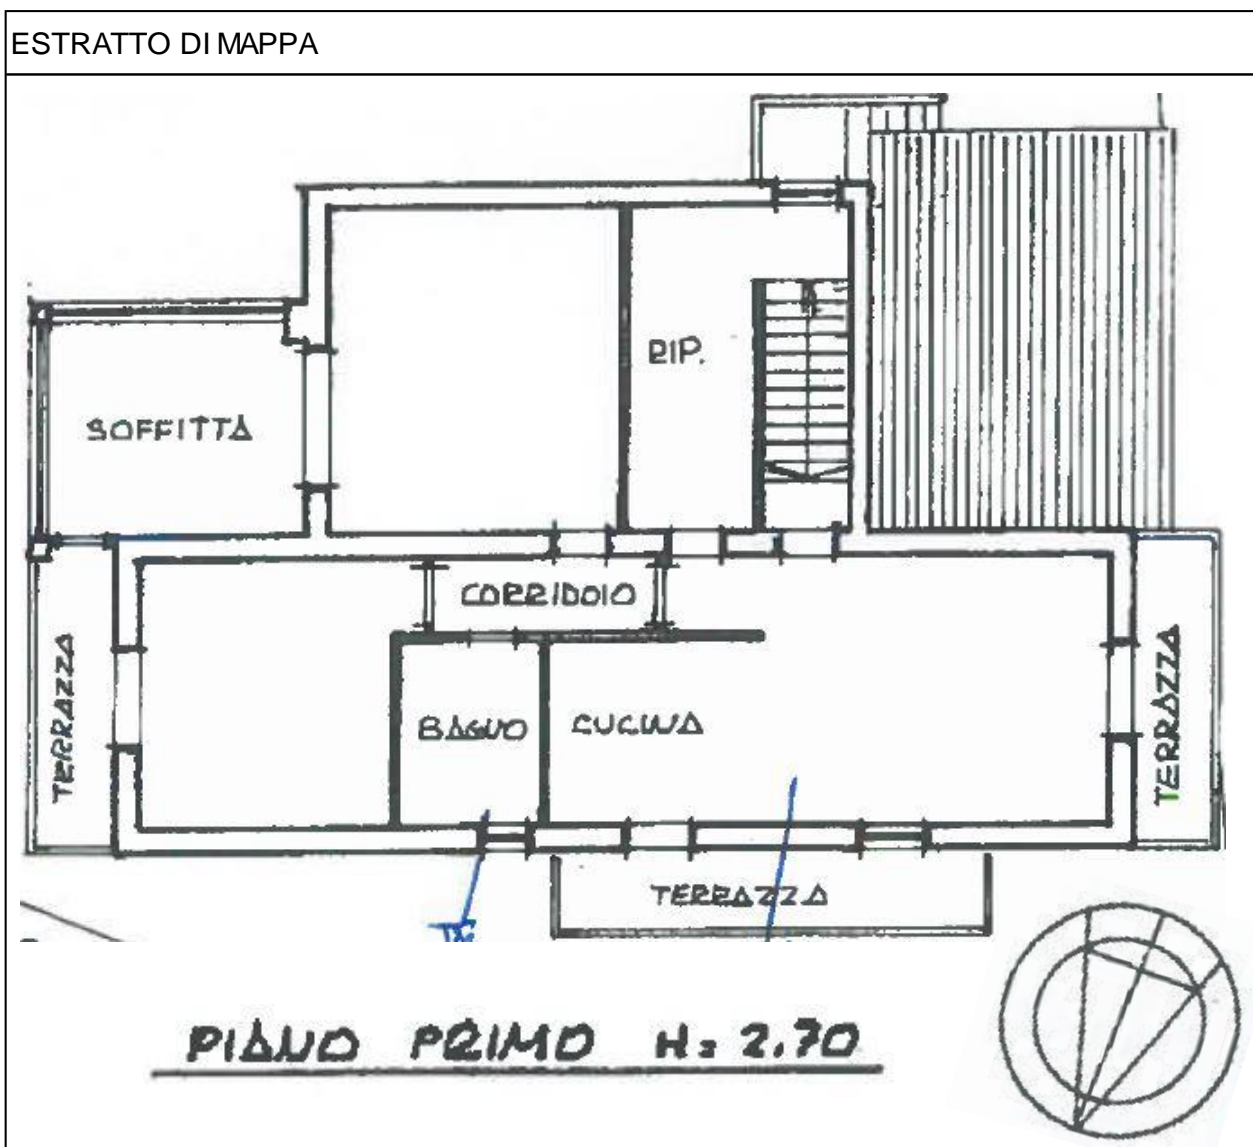 ESTRATTO DI MAPPA
RIP.
SOFFITTA
CORRIDOIO
TERRAZZA
BAGNO
CUCINA
TERRAZZA
TERRAZZA
PIANO PRIMO H= 2.70